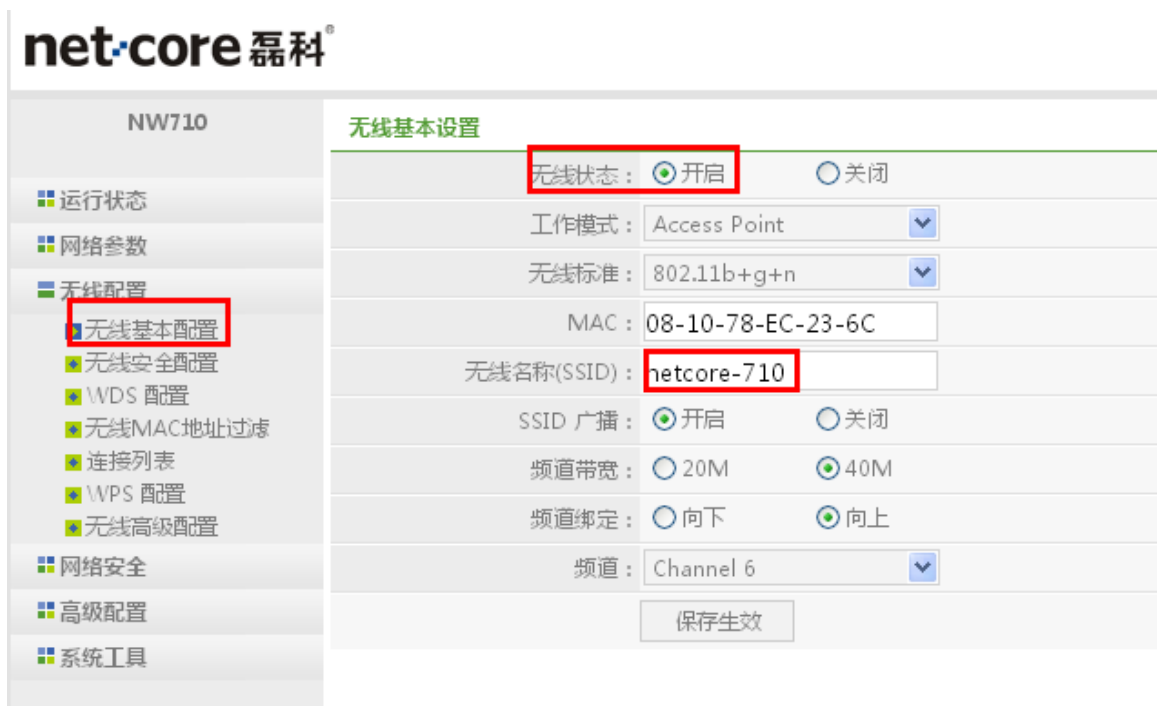 net·core 磊科®
NW710
运行状态
网络参数
无线配置
无线基本配置
无线安全配置
WDS 配置
无线MAC地址过滤
连接列表
WPS 配置
无线高级配置
网络安全
高级配置
系统工具
无线基本设置
无线状态： 开启 关闭
工作模式： Access Point
无线标准： 802.11b+g+n
MAC： 08-10-78-EC-23-6C
无线名称(SSID)： netcore-710
SSID 广播： 开启 关闭
频道带宽： 20M 40M
频道绑定： 向下 向上
频道： Channel 6
保存生效